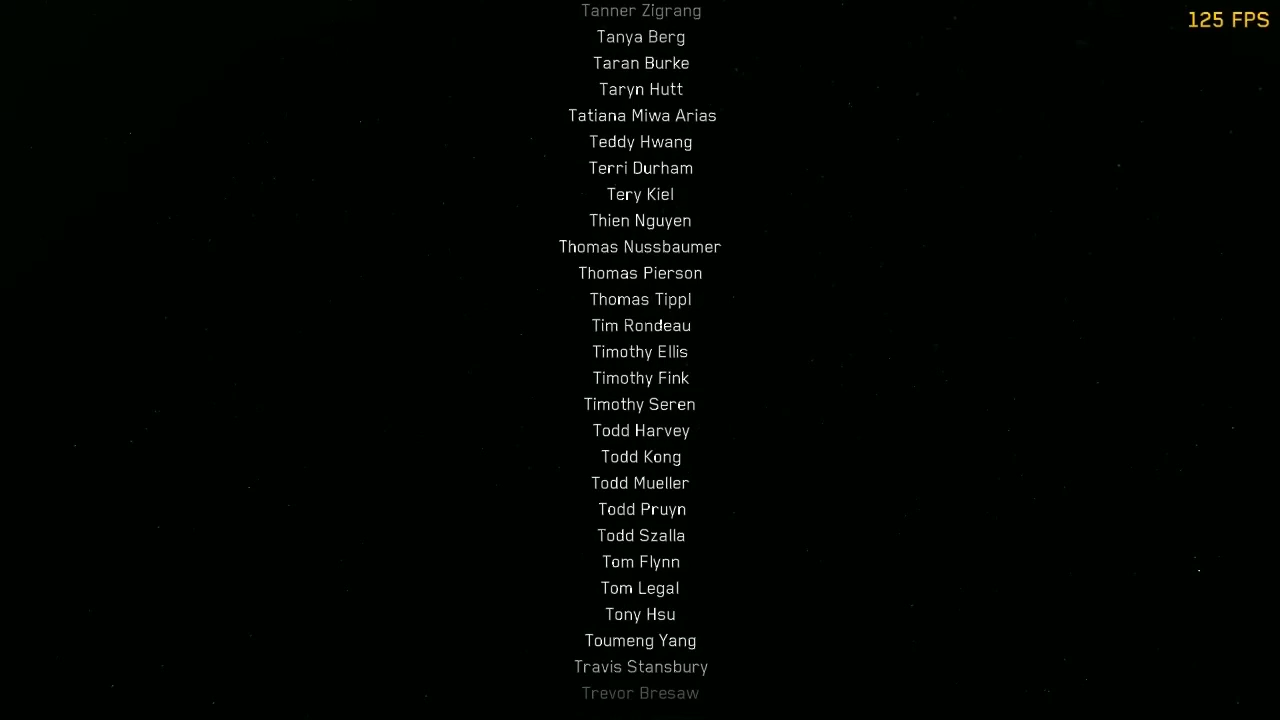 Tanner Zigrang
125 FPS
Tanya Berg
Taran Burke
Taryn Hutt
Tatiana Miwa Arias
Teddy Hwang
Terri Durham
Tery Kiel
Thien Nguyen
Thomas Nussbaumer
Thomas Pierson
Thomas Tippl
Tim Rondeau
Timothy Ellis
Timothy Fink
Timothy Seren
Todd Harvey
Todd Kong
Todd Mueller
Todd Pruyn
Todd Szalla
Tom Flynn
Tom Legal
Tony Hsu
Toumeng Yang
Travis Stansbury
Trevor Bresaw